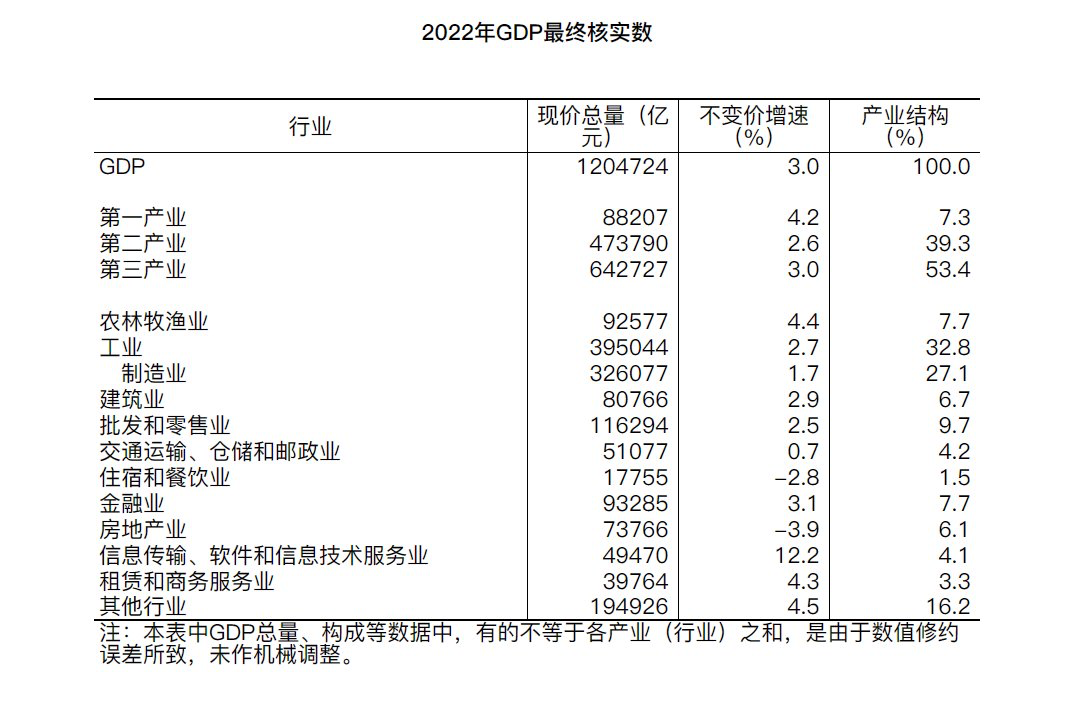 2022年GDP最终核实数
行业 现价总量（亿元） 不变价增速（%） 产业结构（%）
GDP 1204724 3.0 100.0
第一产业 88207 4.2 7.3
第二产业 473790 2.6 39.3
第三产业 642727 3.0 53.4
农林牧渔业 92577 4.4 7.7
工业 395044 2.7 32.8
制造业 326077 1.7 27.1
建筑业 80766 2.9 6.7
批发和零售业 116294 2.5 9.7
交通运输、仓储和邮政业 51077 0.7 4.2
住宿和餐饮业 17755 -2.8 1.5
金融业 93285 3.1 7.7
房地产业 73766 -3.9 6.1
信息传输、软件和信息技术服务业 49470 12.2 4.1
租赁和商务服务业 39764 4.3 3.3
其他行业 194926 4.5 16.2
注：本表中GDP总量、构成等数据中，有的不等于各产业（行业）之和，是由于数值修约
误差所致，未作机械调整。